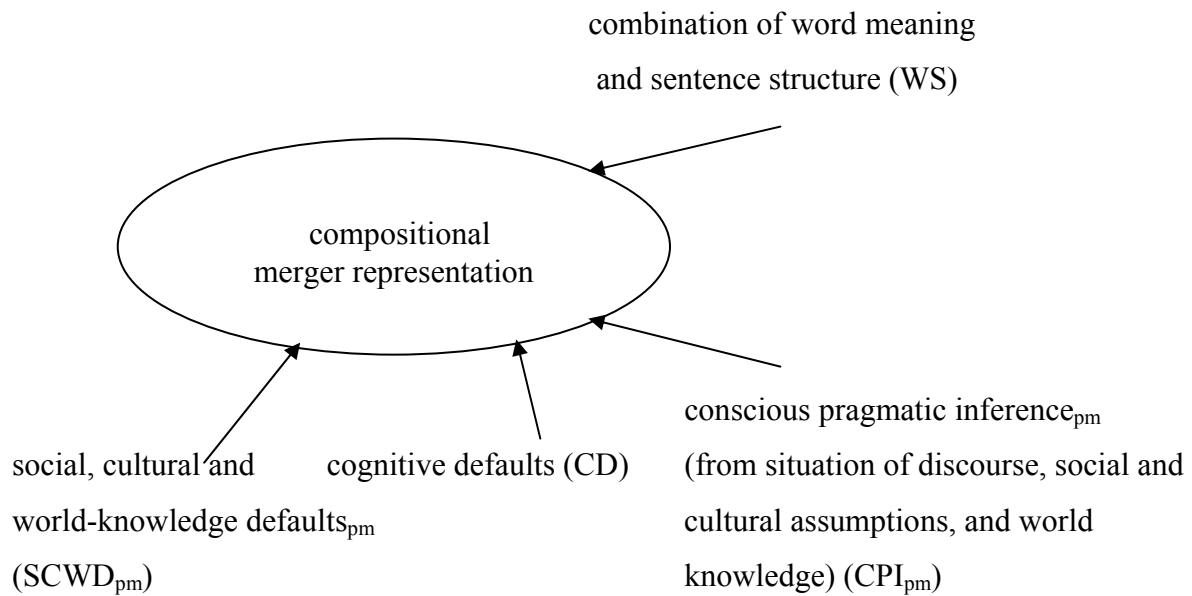 combination of word meaning
and sentence structure (WS)
compositional
merger representation
social, cultural and
world-knowledge defaultspm
(SCWDpm)
cognitive defaults (CD)
conscious pragmatic inferencepm
(from situation of discourse, social and
cultural assumptions, and world
knowledge) (CPIpm)